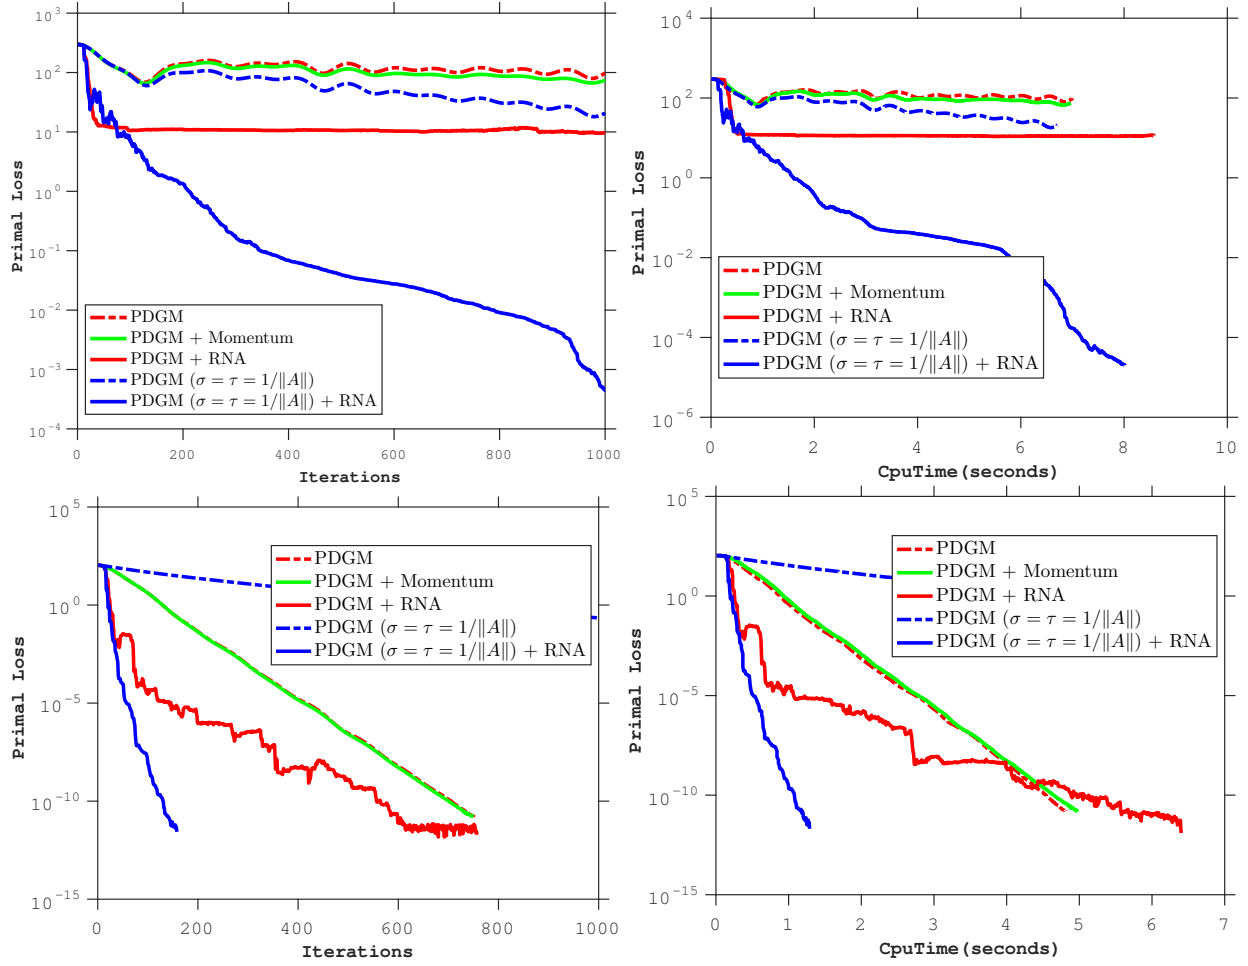 10^3
10^2
10^1
10^0
10^-1
10^-2
10^-3
10^-4
Primal Loss
0 200 400 600 800 1000
Iterations
PDGM
PDGM + Momentum
PDGM + RNA
PDGM (σ = τ = 1/‖A‖)
PDGM (σ = τ = 1/‖A‖) + RNA
10^4
10^2
10^0
10^-2
10^-4
10^-6
Primal Loss
0 2 4 6 8 10
CpuTime(seconds)
PDGM
PDGM + Momentum
PDGM + RNA
PDGM (σ = τ = 1/‖A‖)
PDGM (σ = τ = 1/‖A‖) + RNA
10^5
10^0
10^-5
10^-10
10^-15
Primal Loss
0 200 400 600 800 1000
Iterations
PDGM
PDGM + Momentum
PDGM + RNA
PDGM (σ = τ = 1/‖A‖)
PDGM (σ = τ = 1/‖A‖) + RNA
10^5
10^0
10^-5
10^-10
10^-15
Primal Loss
0 1 2 3 4 5 6 7
CpuTime(seconds)
PDGM
PDGM + Momentum
PDGM + RNA
PDGM (σ = τ = 1/‖A‖)
PDGM (σ = τ = 1/‖A‖) + RNA